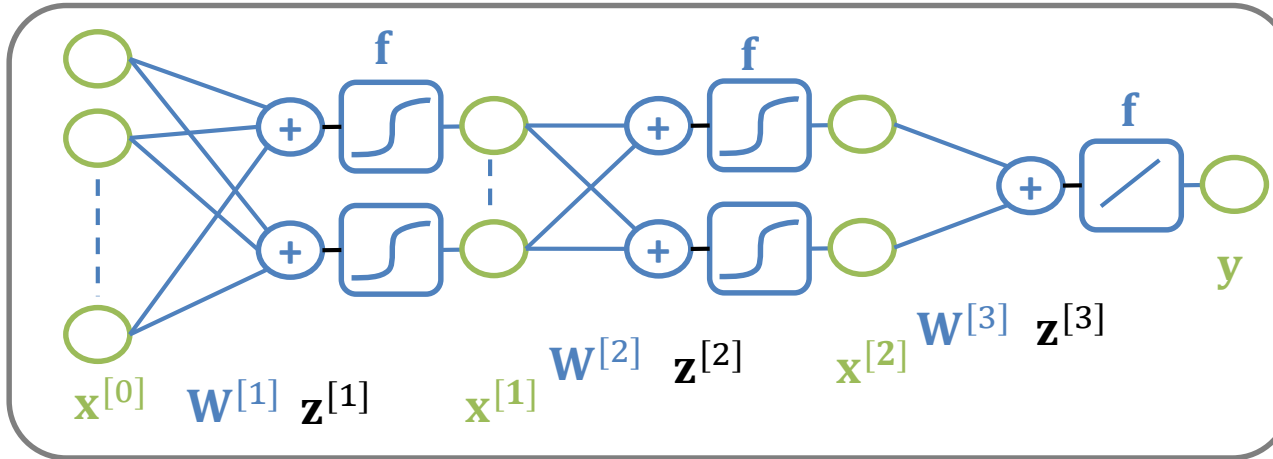 f
f
f
+
+
+
+
+
y
x^[0]
W^[1]
z^[1]
x^[1]
W^[2]
z^[2]
x^[2]
W^[3]
z^[3]